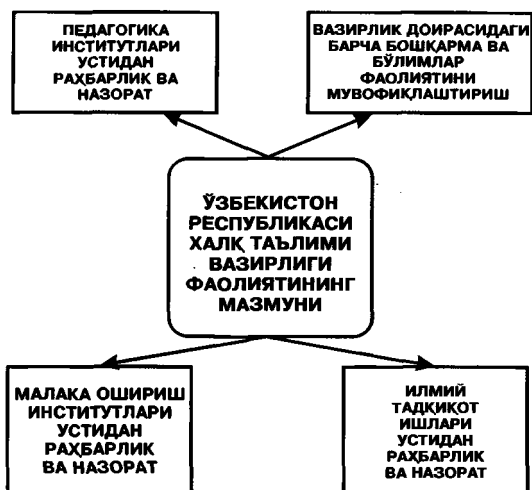 ПЕДАГОГИКА
ИНСТИТУТЛАРИ
УСТИДАН
РАҲБАРЛИК ВА
НАЗОРАТ
ВАЗИРЛИК ДОИРАСИДАГИ
БАРЧА БОШКАРМА ВА
БЎЛИМЛАР
ФАОЛИЯТИНИ
МУВОФИҚЛАШТИРИШ
ЎЗБЕКИСТОН
РЕСПУБЛИКАСИ
ХАЛҚ ТАЪЛИМИ
ВАЗИРЛИГИ
ФАОЛИЯТИНИНГ
МАЗМУНИ
МАЛАКА ОШИРИШ
ИНСТИТУТЛАРИ
УСТИДАН
РАҲБАРЛИК
ВА НАЗОРАТ
ИЛМИЙ
ТАДҚИҚОТ
ИШЛАРИ
УСТИДАН
РАҲБАРЛИК
ВА НАЗОРАТ